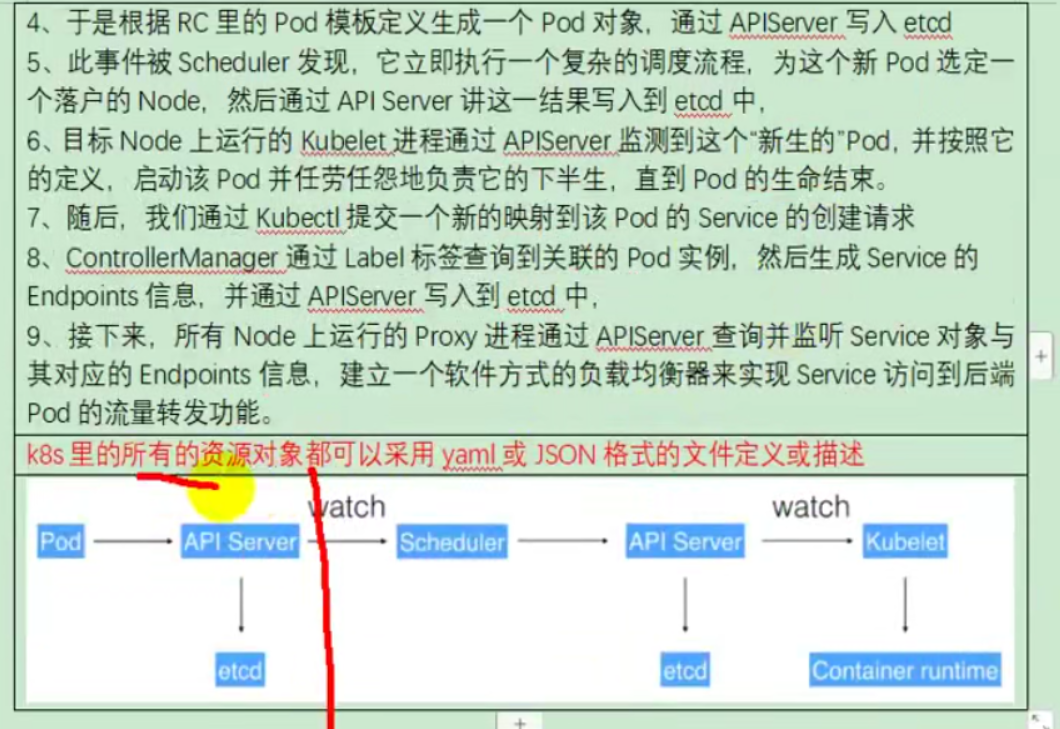 4、于是根据 RC 里的 Pod 模板定义生成一个 Pod 对象，通过 APIServer 写入 etcd
5、此事件被 Scheduler 发现，它立即执行一个复杂的调度流程，为这个新 Pod 选定一
个落户的 Node，然后通过 API Server 讲这一结果写入到 etcd 中，
6、目标 Node 上运行的 Kubelet 进程通过 APIServer 监测到这个“新生的”Pod，并按照它
的定义，启动该 Pod 并任劳任怨地负责它的下半生，直到 Pod 的生命结束。
7、随后，我们通过 Kubectl 提交一个新的映射到该 Pod 的 Service 的创建请求
8、ControllerManager 通过 Label 标签查询到关联的 Pod 实例，然后生成 Service 的
Endpoints 信息，并通过 APIServer 写入到 etcd 中，
9、接下来，所有 Node 上运行的 Proxy 进程通过 APIServer 查询并监听 Service 对象与
其对应的 Endpoints 信息，建立一个软件方式的负载均衡器来实现 Service 访问到后端
Pod 的流量转发功能。
k8s 里的所有的资源对象都可以采用 yaml 或 JSON 格式的文件定义或描述
watch watch
Pod API Server Scheduler API Server Kubelet
etcd etcd Container runtime